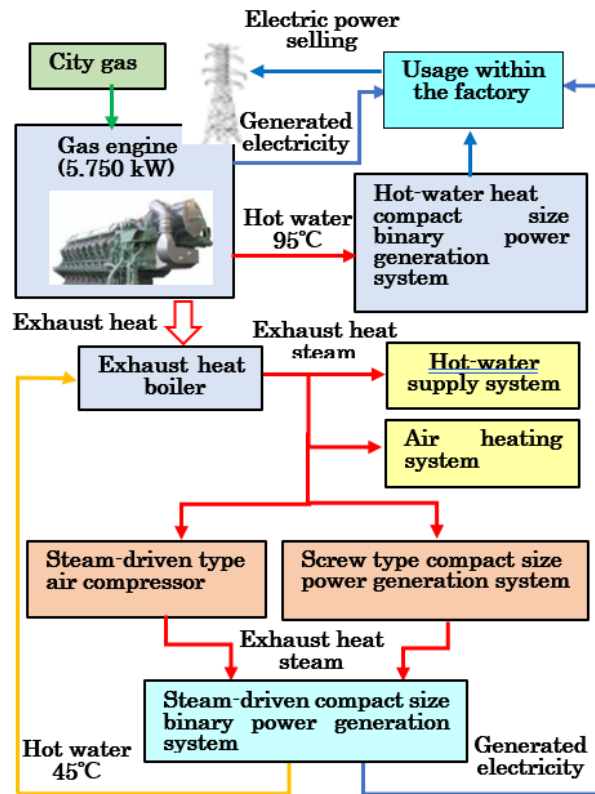 Electric power
selling
City gas
Usage within
the factory
Generated
electricity
Gas engine
(5.750 kW)
Hot water
95℃
Hot-water heat
compact size
binary power
generation
system
Exhaust heat
Exhaust heat
steam
Exhaust heat
boiler
Hot-water
supply system
Air heating
system
Steam-driven type
air compressor
Screw type compact size
power generation system
Exhaust heat
steam
Steam-driven compact size
binary power generation
system
Hot water
45℃
Generated
electricity